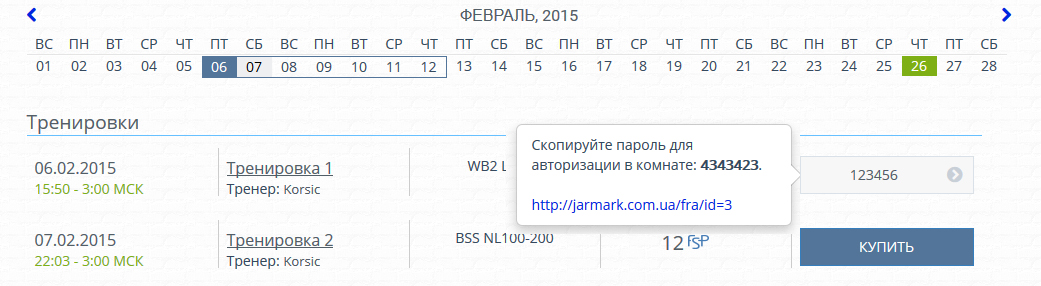 ФЕВРАЛЬ, 2015
ВС ПН ВТ СР ЧТ ПТ СБ ВС ПН ВТ СР ЧТ ПТ СБ ВС ПН ВТ СР ЧТ ПТ СБ ВС ПН ВТ СР ЧТ ПТ СБ
01 02 03 04 05 06 07 08 09 10 11 12 13 14 15 16 17 18 19 20 21 22 23 24 25 26 27 28
Тренировки
06.02.2015
15:50 - 3:00 МСК
Тренировка 1
Тренер: Korsic
WB2 L
Скопируйте пароль для
авторизации в комнате: 4343423.
http://jarmark.com.ua/fra/id=3
123456
07.02.2015
22:03 - 3:00 МСК
Тренировка 2
Тренер: Korsic
BSS NL100-200
12 FSP
КУПИТЬ